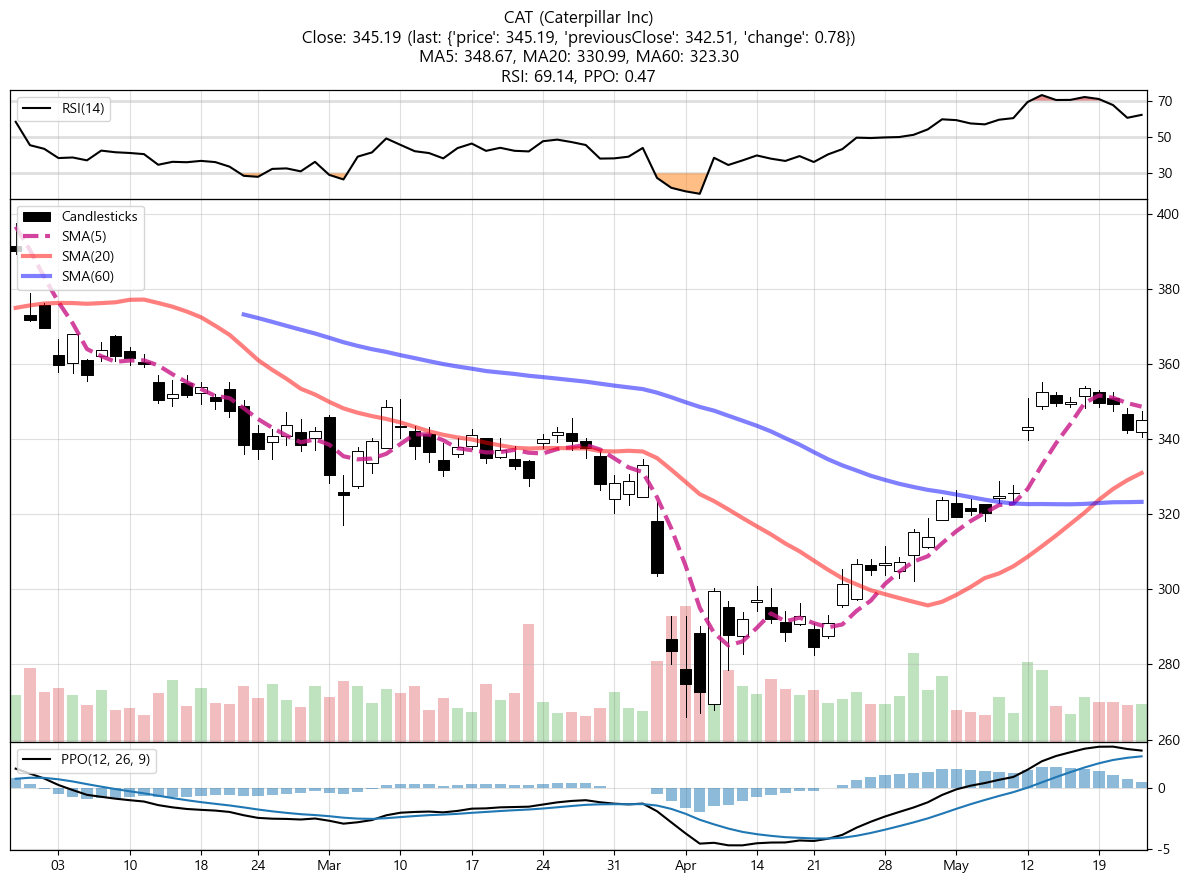 CAT (Caterpillar Inc)
Close: 345.19 (last: {'price': 345.19, 'previousClose': 342.51, 'change': 0.78})
MA5: 348.67, MA20: 330.99, MA60: 323.30
RSI: 69.14, PPO: 0.47
RSI(14)
70
50
30
Candlesticks
SMA(5)
SMA(20)
SMA(60)
400
380
360
340
320
300
280
260
PPO(12, 26, 9)
0
-5
03 10 18 24 Mar 10 17 24 31 Apr 14 21 28 May 12 19